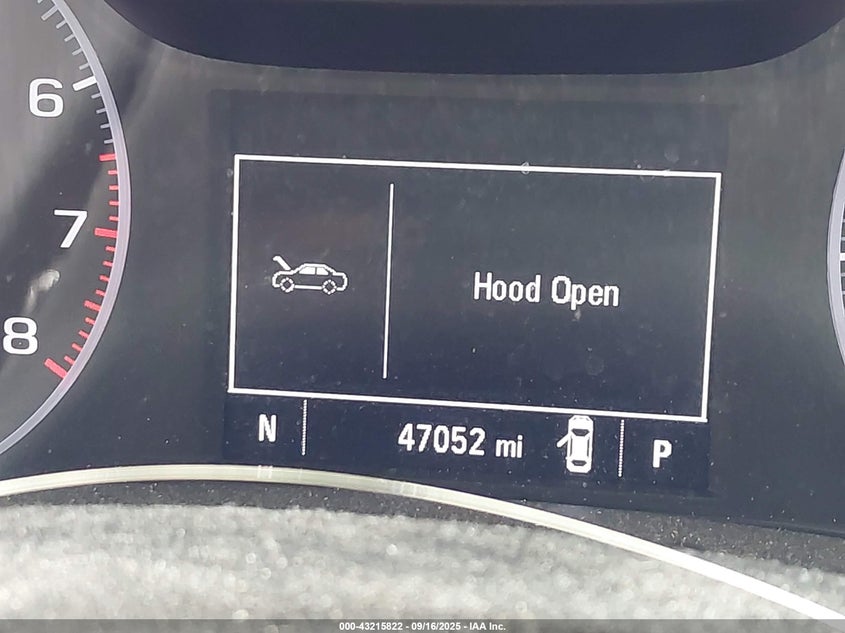 6
7
8
Hood Open
N 47052 mi P
000-43215822 - 09/16/2025 - IAA Inc.